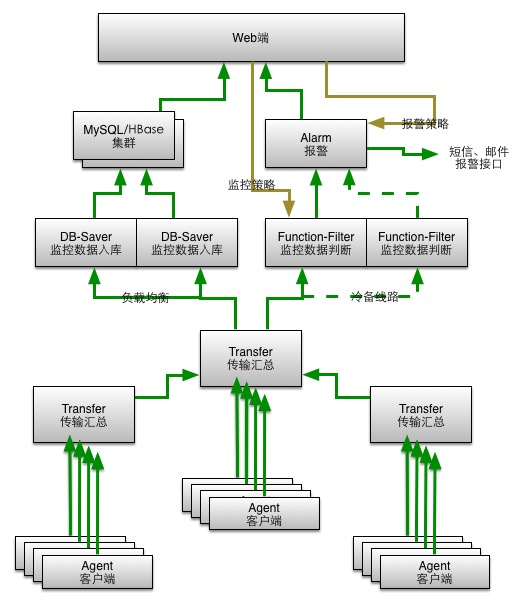 Web端
MySQL/HBase
集群
Alarm
报警
报警策略
短信、邮件
报警接口
监控策略
DB-Saver
监控数据入库
DB-Saver
监控数据入库
Function-Filter
监控数据判断
Function-Filter
监控数据判断
负载均衡
冷备线路
Transfer
传输汇总
Transfer
传输汇总
Transfer
传输汇总
Agent
客户端
Agent
客户端
Agent
客户端